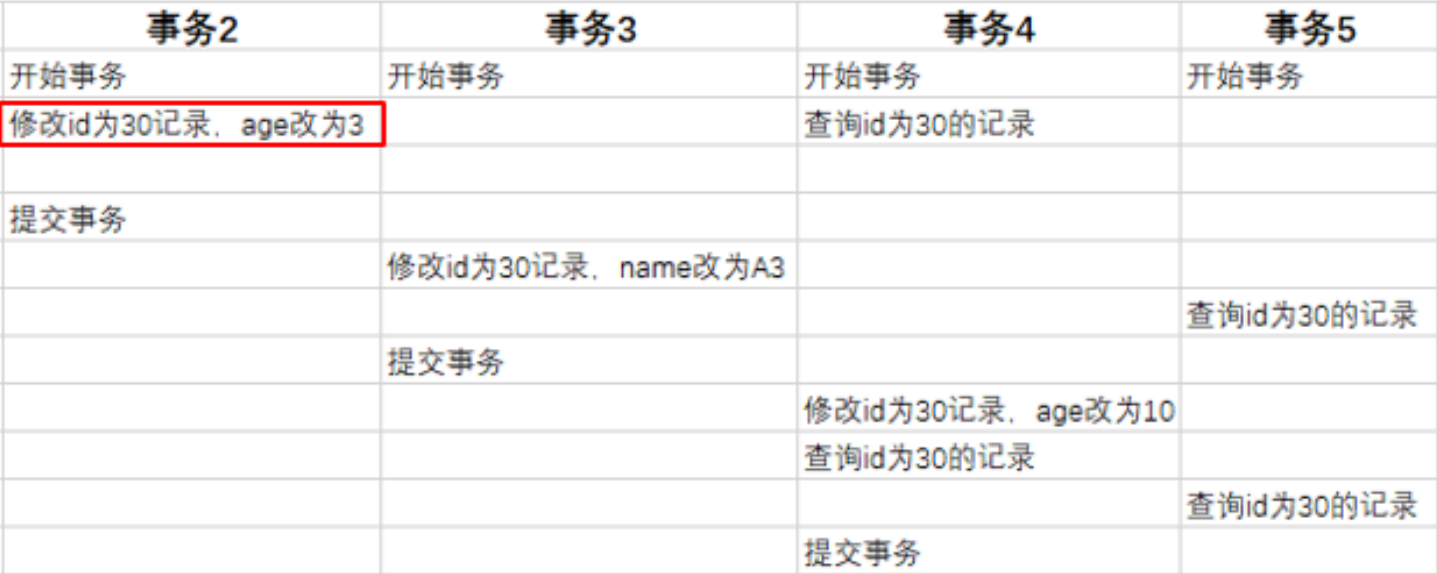 事务2 事务3 事务4 事务5
开始事务 开始事务 开始事务 开始事务
修改id为30记录，age改为3 查询id为30的记录
提交事务
修改id为30记录，name改为A3
查询id为30的记录
提交事务
修改id为30记录，age改为10
查询id为30的记录
查询id为30的记录
提交事务